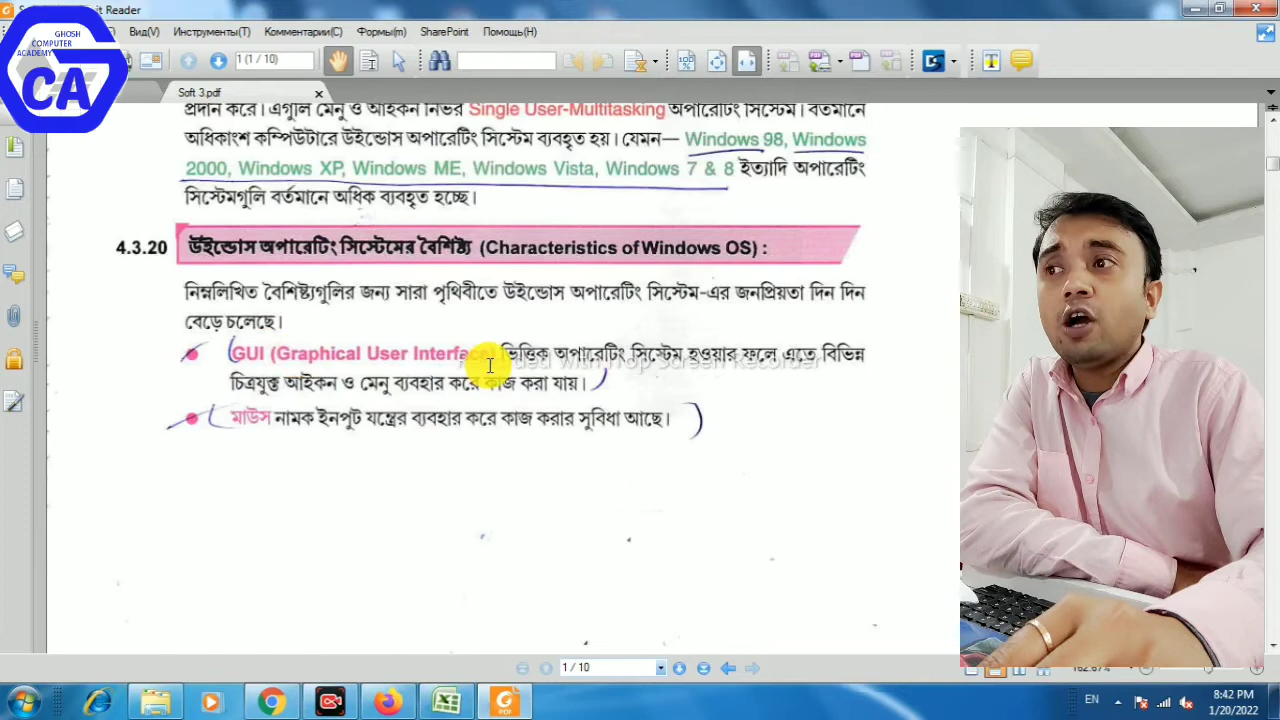 GHOSH
COMPUTER
ACADEMY
CA
it Reader
Вид(V) Инструменты(T) Комментарии(C) Формы(m) SharePoint Помощь(H)
1 (1 / 10)
Soft 3.pdf
প্রদান করে। এগুলি মেনু ও আইকন নির্ভর Single User-Multitasking অপারেটিং সিস্টেম। বর্তমানে
অধিকাংশ কম্পিউটারে উইন্ডোস অপারেটিং সিস্টেম ব্যবহৃত হয়। যেমন— Windows 98, Windows
2000, Windows XP, Windows ME, Windows Vista, Windows 7 & 8 ইত্যাদি অপারেটিং
সিস্টেমগুলি বর্তমানে অধিক ব্যবহৃত হচ্ছে।
4.3.20 উইন্ডোস অপারেটিং সিস্টেমের বৈশিষ্ট্য (Characteristics of Windows OS) :
নিম্নলিখিত বৈশিষ্ট্যগুলির জন্য সারা পৃথিবীতে উইন্ডোস অপারেটিং সিস্টেম-এর জনপ্রিয়তা দিন দিন
বেড়ে চলেছে।
GUI (Graphical User Interface) ভিত্তিক অপারেটিং সিস্টেম হওয়ার ফলে এতে বিভিন্ন
চিত্রযুক্ত আইকন ও মেনু ব্যবহার করে কাজ করা যায়।
মাউস নামক ইনপুট যন্ত্রের ব্যবহার করে কাজ করার সুবিধা আছে।
1 / 10
162.67%
EN 8:42 PM
1/20/2022